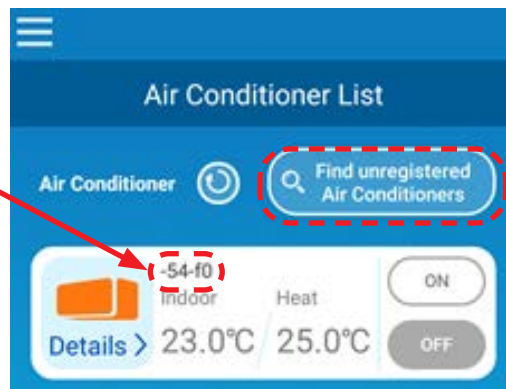 Air Conditioner List
Air Conditioner
Find unregistered
Air Conditioners
-54-f0
Indoor
Heat
ON
Details >
23.0°C
25.0°C
OFF